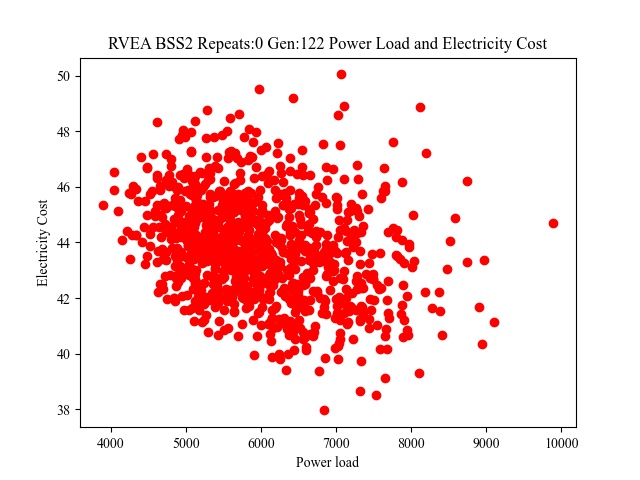 RVEA BSS2 Repeats:0 Gen:122 Power Load and Electricity Cost
50
48
46
44
42
40
38
Electricity Cost
4000 5000 6000 7000 8000 9000 10000
Power load